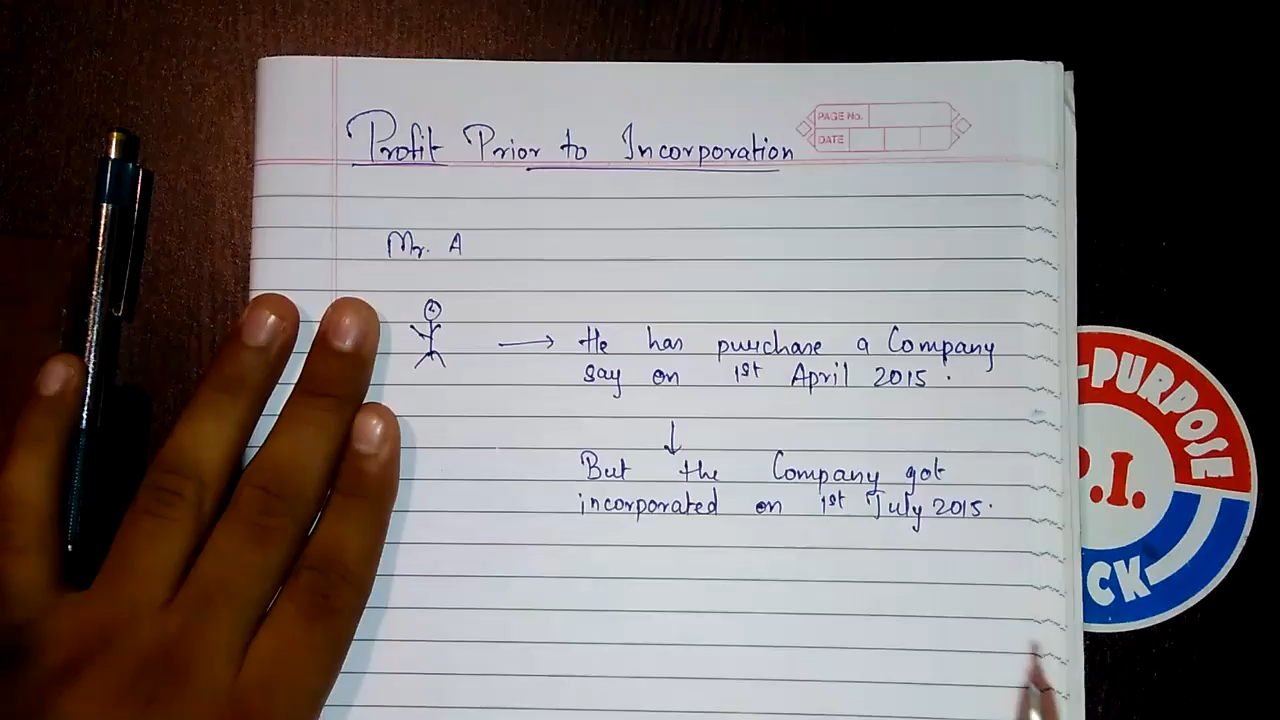 Profit Prior to Incorporation
PAGE No.
DATE
Mr. A
He has purchase a Company
say on 1st April 2015.
But the Company got
incorporated on 1st July 2015.
-PURPOSE
P.I.
CK